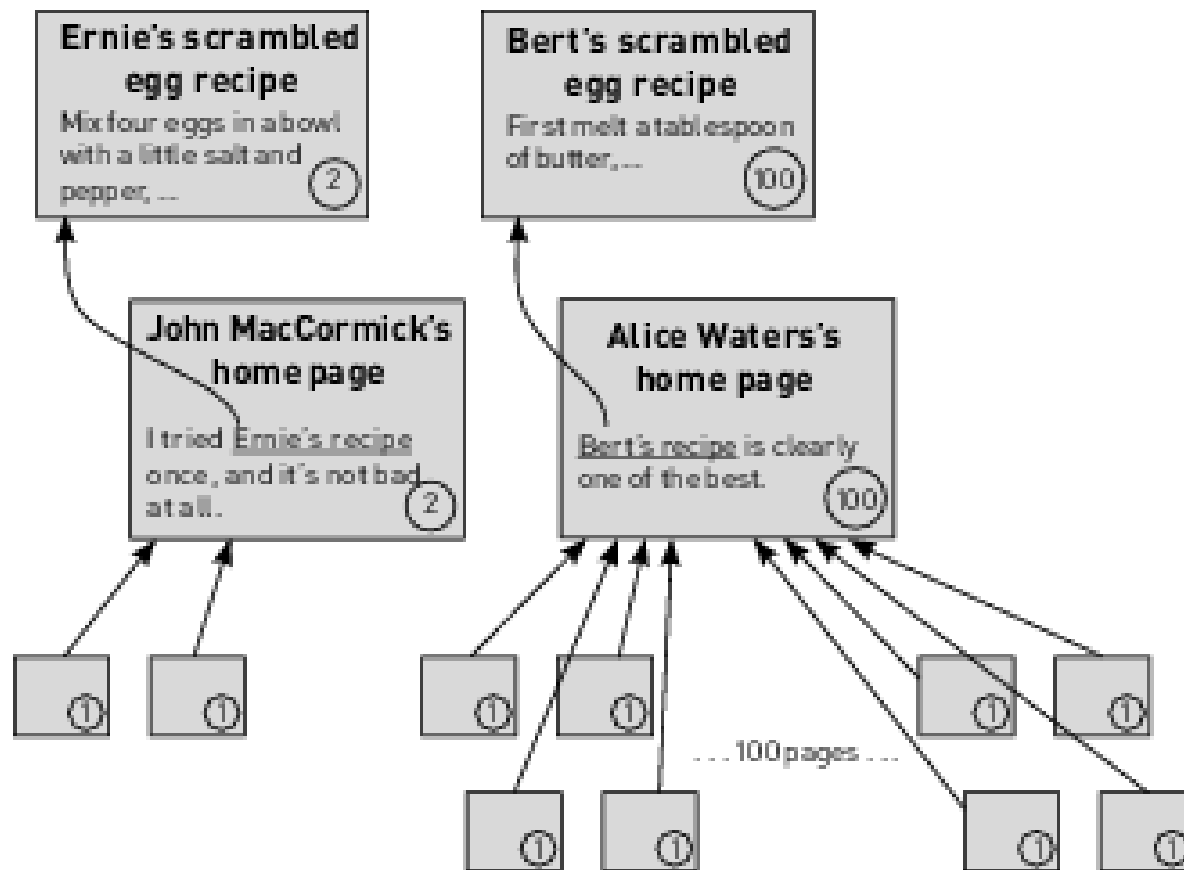 Ernie's scrambled
egg recipe
Mix four eggs in a bowl
with a little salt and
pepper, ...
2
Bert's scrambled
egg recipe
First melt a tablespoon
of butter, ...
100
John MacCormick's
home page
I tried Ernie's recipe
once, and it's not bad
at all.
2
Alice Waters's
home page
Bert's recipe is clearly
one of the best.
100
1
1
1
1
1
1
... 100 pages ...
1
1
1
1